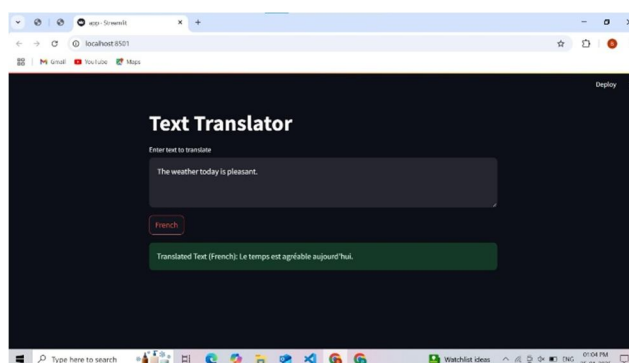 app · Streamlit
localhost:8501
Gmail YouTube Maps
Deploy
Text Translator
Enter text to translate
The weather today is pleasant.
French
Translated Text (French): Le temps est agréable aujourd'hui.
Type here to search
Watchlist ideas
ENG
01:04 PM